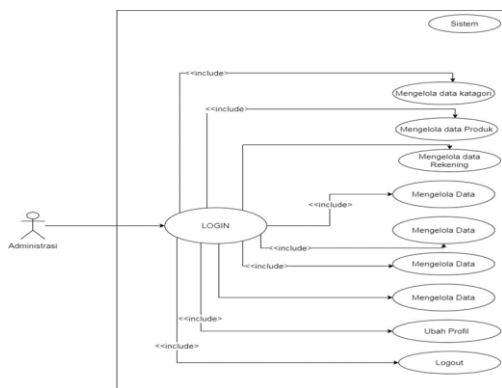 Sistem
<<include>
Mengelola data katagori
<<include>
Mengelola data Produk
Mengelola data
Rekening
Mengelola Data
<<include>
Mengelola Data
LOGIN
Administrasi
<<include>
Mengelola Data
Mengelola Data
<<include>
Ubah Profil
<<include>
Logout